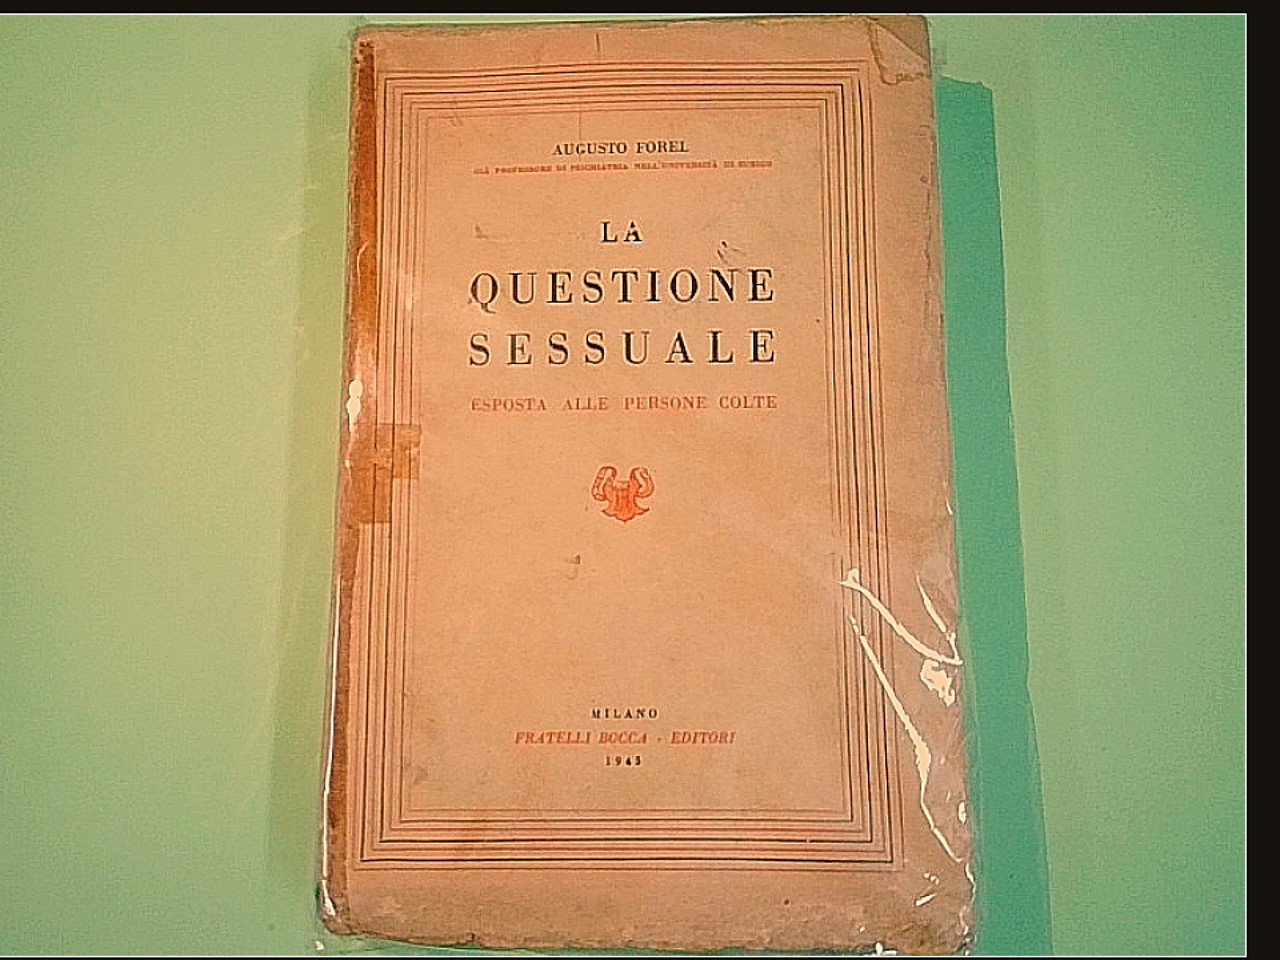 AUGUSTO FOREL
GIÀ PROFESSORE DI PSICHIATRIA NELL'UNIVERSITÀ DI ZURIGO
LA
QUESTIONE
SESSUALE
ESPOSTA ALLE PERSONE COLTE
MILANO
FRATELLI BOCCA - EDITORI
1945